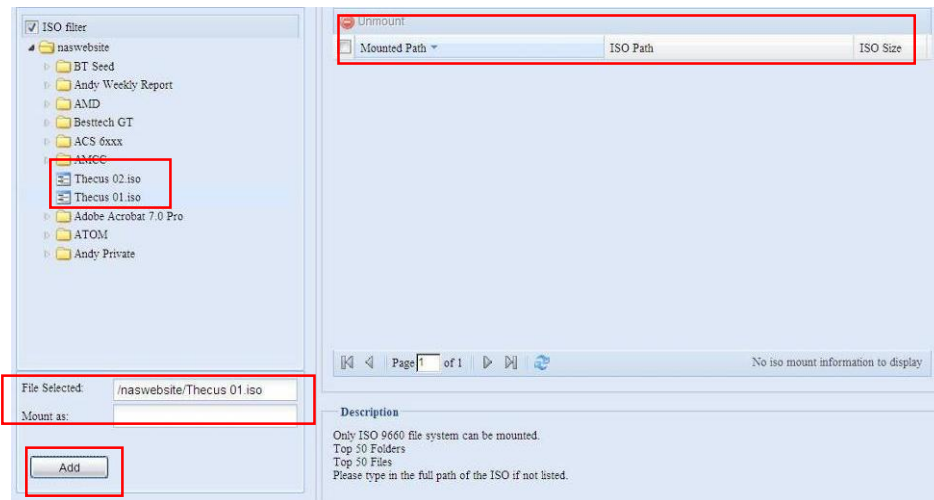 ISO filter
naswebsite
BT Seed
Andy Weekly Report
AMD
Besttech GT
ACS 6xxx
AMCC
Thecus 02.iso
Thecus 01.iso
Adobe Acrobat 7.0 Pro
ATOM
Andy Private
File Selected: /naswebsite/Thecus 01.iso
Mount as:
Add
Unmount
Mounted Path ISO Path ISO Size
Page 1 of 1 No iso mount information to display
Description
Only ISO 9660 file system can be mounted.
Top 50 Folders
Top 50 Files
Please type in the full path of the ISO if not listed.